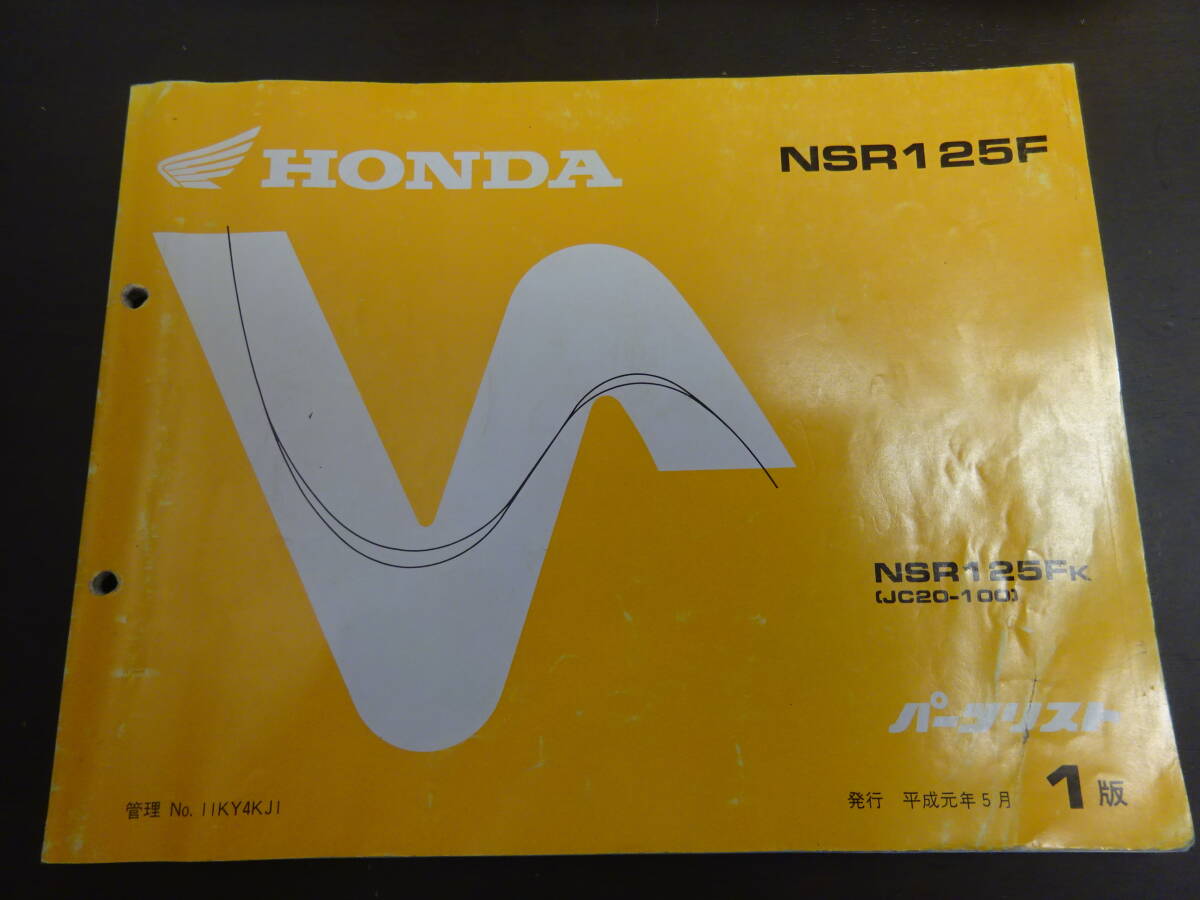 HONDA
NSR125F
NSR125FK
(JC20-100)
パーツリスト
管理 No. 11KY4KJ1
発行 平成元年5月 1版